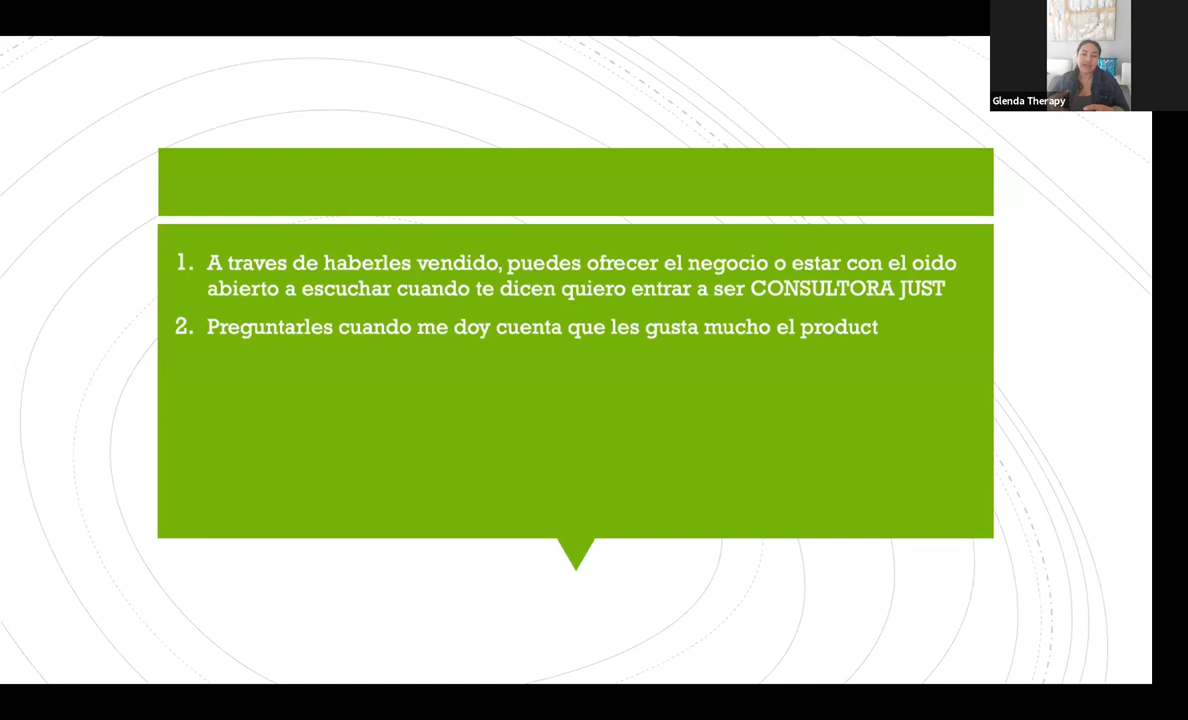 Glenda Therapy
1. A traves de haberles vendido, puedes ofrecer el negocio o estar con el oido
abierto a escuchar cuando te dicen quiero entrar a ser CONSULTORA JUST
2. Preguntarles cuando me doy cuenta que les gusta mucho el product